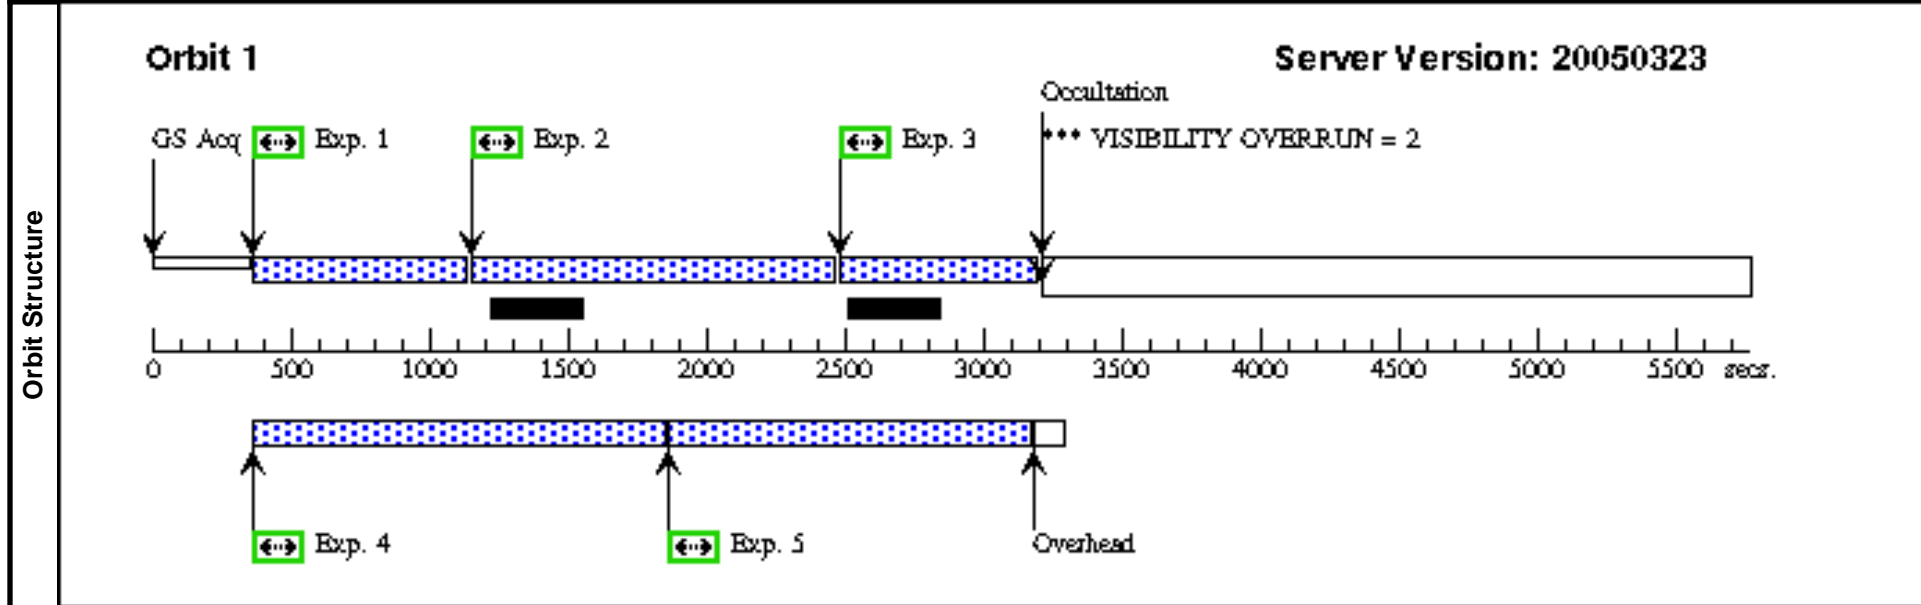 Orbit Structure
Orbit 1
Server Version: 20050323
Occultation
GS Acq Exp. 1 Exp. 2 Exp. 3 *** VISIBILITY OVERRUN = 2
0 500 1000 1500 2000 2500 3000 3500 4000 4500 5000 5500 secs.
Exp. 4 Exp. 5 Overhead